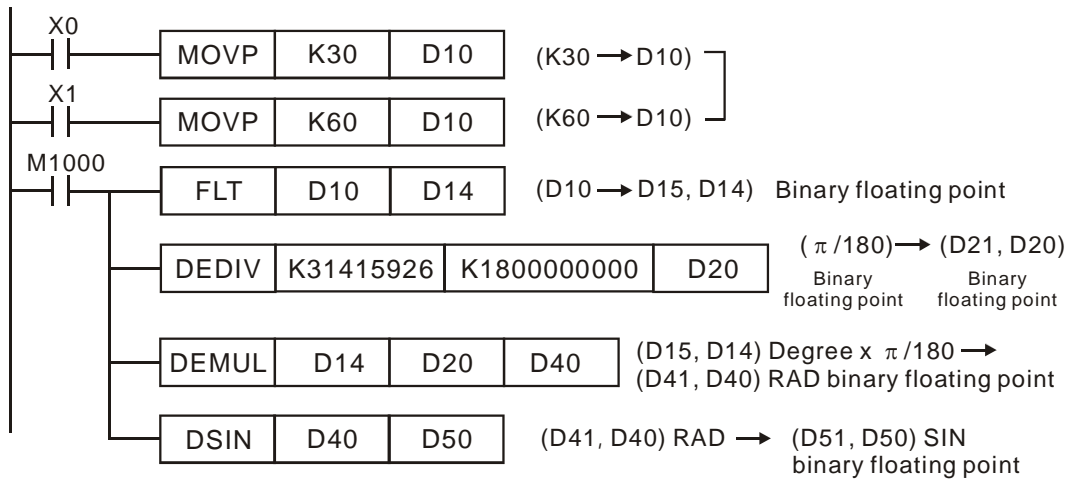 X0
MOVP K30 D10 (K30 → D10)
X1
MOVP K60 D10 (K60 → D10)
M1000
FLT D10 D14 (D10 → D15, D14) Binary floating point
DEDIV K31415926 K1800000000 D20 ( π /180) → (D21, D20)
Binary Binary
floating point floating point
DEMUL D14 D20 D40 (D15, D14) Degree x π /180 →
(D41, D40) RAD binary floating point
DSIN D40 D50 (D41, D40) RAD → (D51, D50) SIN
binary floating point